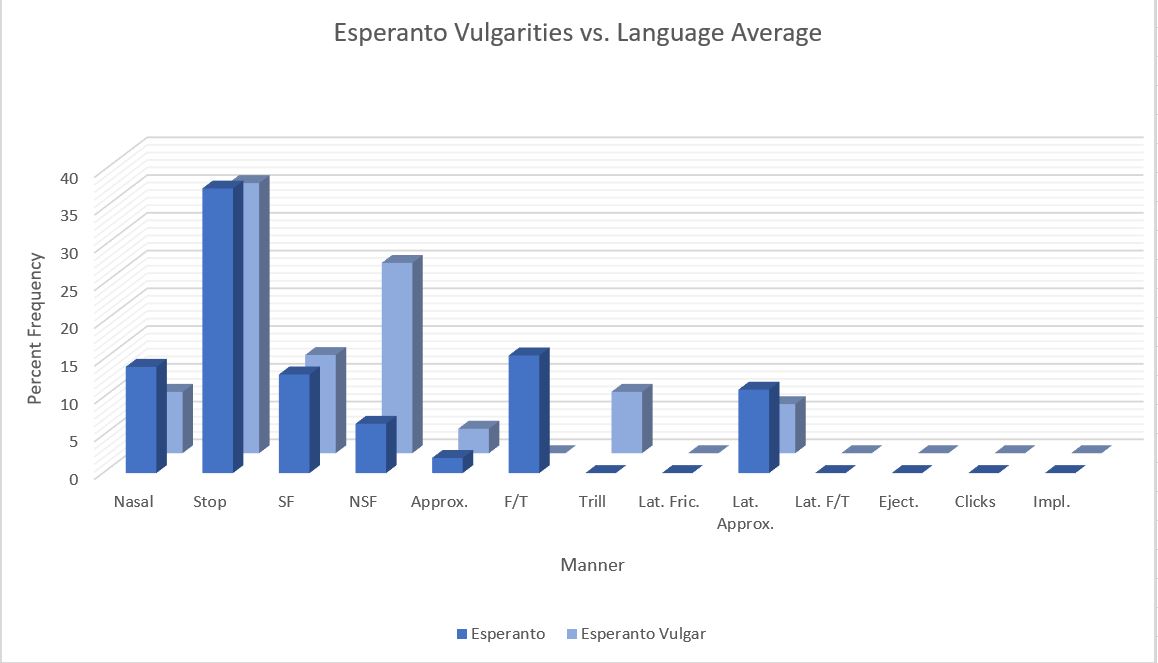 Esperanto Vulgarities vs. Language Average
40
35
30
25
20
15
10
5
0
Percent Frequency
Nasal Stop SF NSF Approx. F/T Trill Lat. Fric. Lat. Lat. F/T Eject. Clicks Impl.
Approx.
Manner
Esperanto Esperanto Vulgar